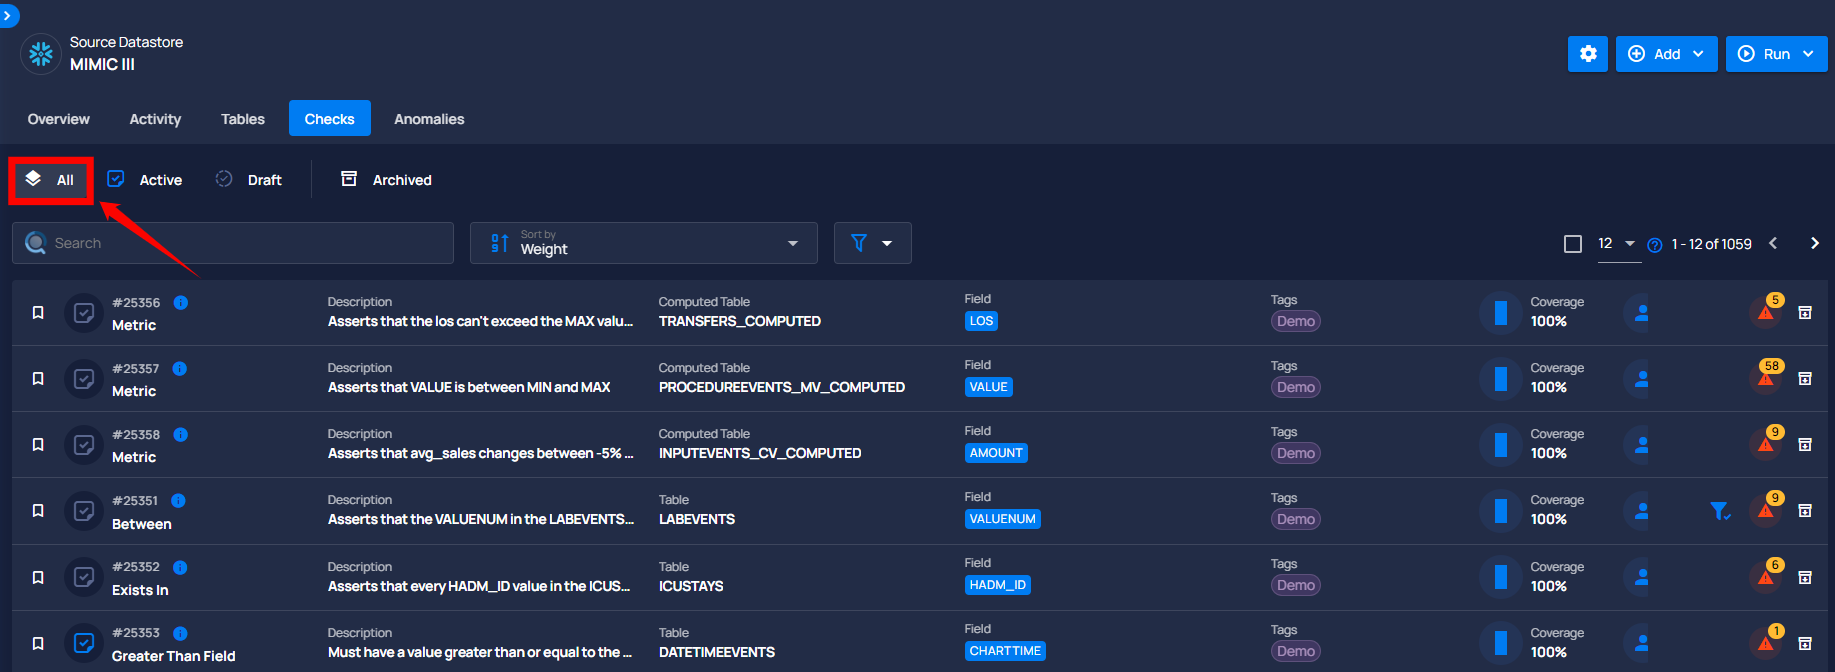 Source Datastore
MIMIC III
Add
Run
Overview
Activity
Tables
Checks
Anomalies
All
Active
Draft
Archived
Search
Sort by
Weight
12
1 - 12 of 1059
#25356
Metric
Description
Asserts that the los can't exceed the MAX valu...
Computed Table
TRANSFERS_COMPUTED
Field
LOS
Tags
Demo
Coverage
100%
5
#25357
Metric
Description
Asserts that VALUE is between MIN and MAX
Computed Table
PROCEDUREEVENTS_MV_COMPUTED
Field
VALUE
Tags
Demo
Coverage
100%
58
#25358
Metric
Description
Asserts that avg_sales changes between -5% ...
Computed Table
INPUTEVENTS_CV_COMPUTED
Field
AMOUNT
Tags
Demo
Coverage
100%
9
#25351
Between
Description
Asserts that the VALUENUM in the LABEVENTS...
Table
LABEVENTS
Field
VALUENUM
Tags
Demo
Coverage
100%
9
#25352
Exists In
Description
Asserts that every HADM_ID value in the ICUS...
Table
ICUSTAYS
Field
HADM_ID
Tags
Demo
Coverage
100%
6
#25353
Greater Than Field
Description
Must have a value greater than or equal to the ...
Table
DATETIMEEVENTS
Field
CHARTTIME
Tags
Demo
Coverage
100%
1